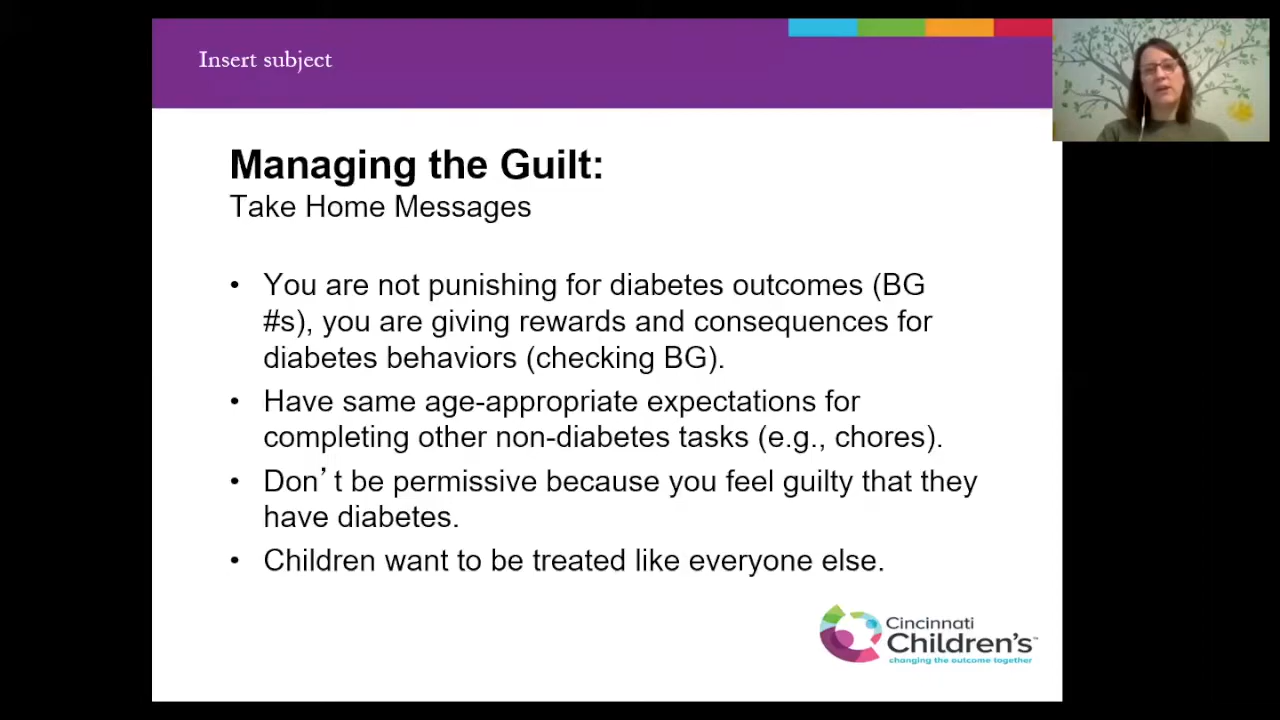 Insert subject
Managing the Guilt:
Take Home Messages
• You are not punishing for diabetes outcomes (BG
#s), you are giving rewards and consequences for
diabetes behaviors (checking BG).
• Have same age-appropriate expectations for
completing other non-diabetes tasks (e.g., chores).
• Don’t be permissive because you feel guilty that they
have diabetes.
• Children want to be treated like everyone else.
Cincinnati
Children's™
changing the outcome together